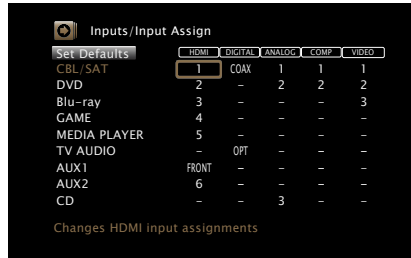 Inputs/Input Assign
Set Defaults HDMI DIGITAL ANALOG COMP VIDEO
CBL/SAT 1 COAX 1 1 1
DVD 2 – 2 2 2
Blu-ray 3 – – – 3
GAME 4 – – – –
MEDIA PLAYER 5 – – – –
TV AUDIO – OPT – – –
AUX1 FRONT – – – –
AUX2 6 – – – –
CD – – 3 – –
Changes HDMI input assignments